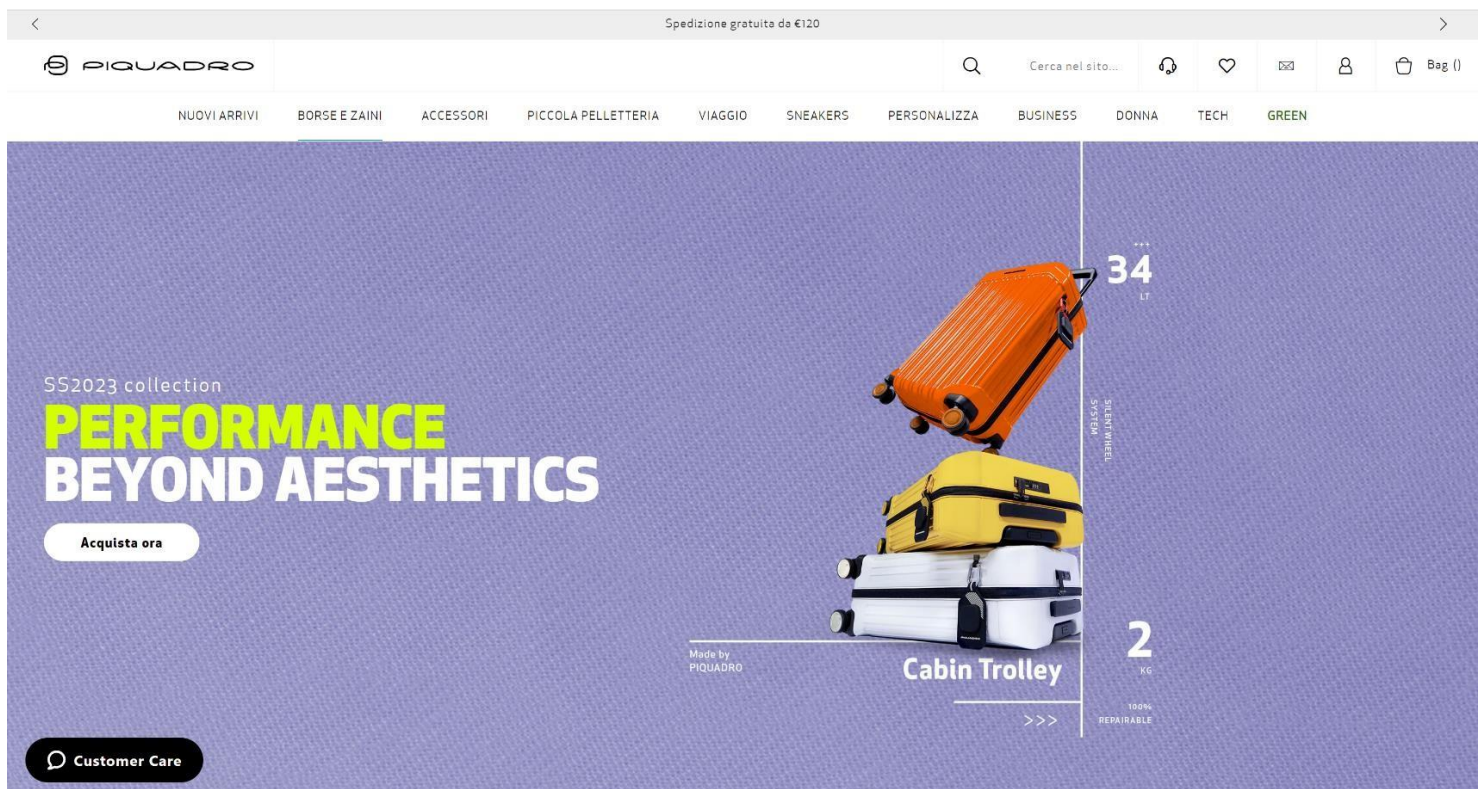 Spedizione gratuita da €120
PIQUADRO
Cerca nel sito...
Bag ()
NUOVI ARRIVI
BORSE E ZAINI
ACCESSORI
PICCOLA PELLETTERIA
VIAGGIO
SNEAKERS
PERSONALIZZA
BUSINESS
DONNA
TECH
GREEN
+++
34
LT
SS2023 collection
PERFORMANCE
BEYOND AESTHETICS
Acquista ora
SILENT WHEEL
SYSTEM
Made by
PIQUADRO
Cabin Trolley
2
KG
>>>
100%
REPAIRABLE
Customer Care